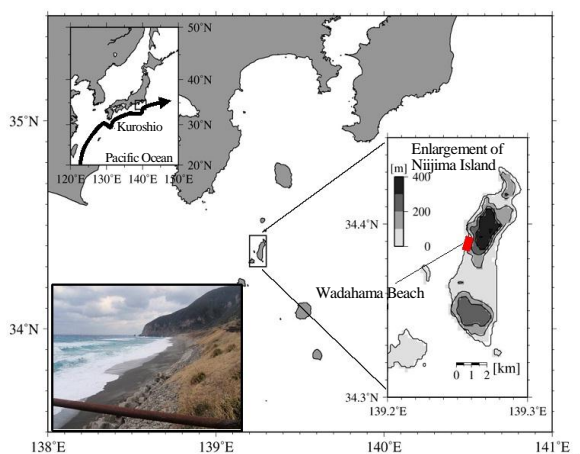 50˚N
40˚N
30˚N
20˚N
Kuroshio
Pacific Ocean
120˚E 130˚E 140˚E 150˚E
35˚N
34˚N
138˚E 139˚E 140˚E 141˚E
Enlargement of
Niijima Island
[m]
400
200
0
34.4˚N
Wadahama Beach
0 1 2 [km]
34.3˚N
139.2˚E 139.3˚E